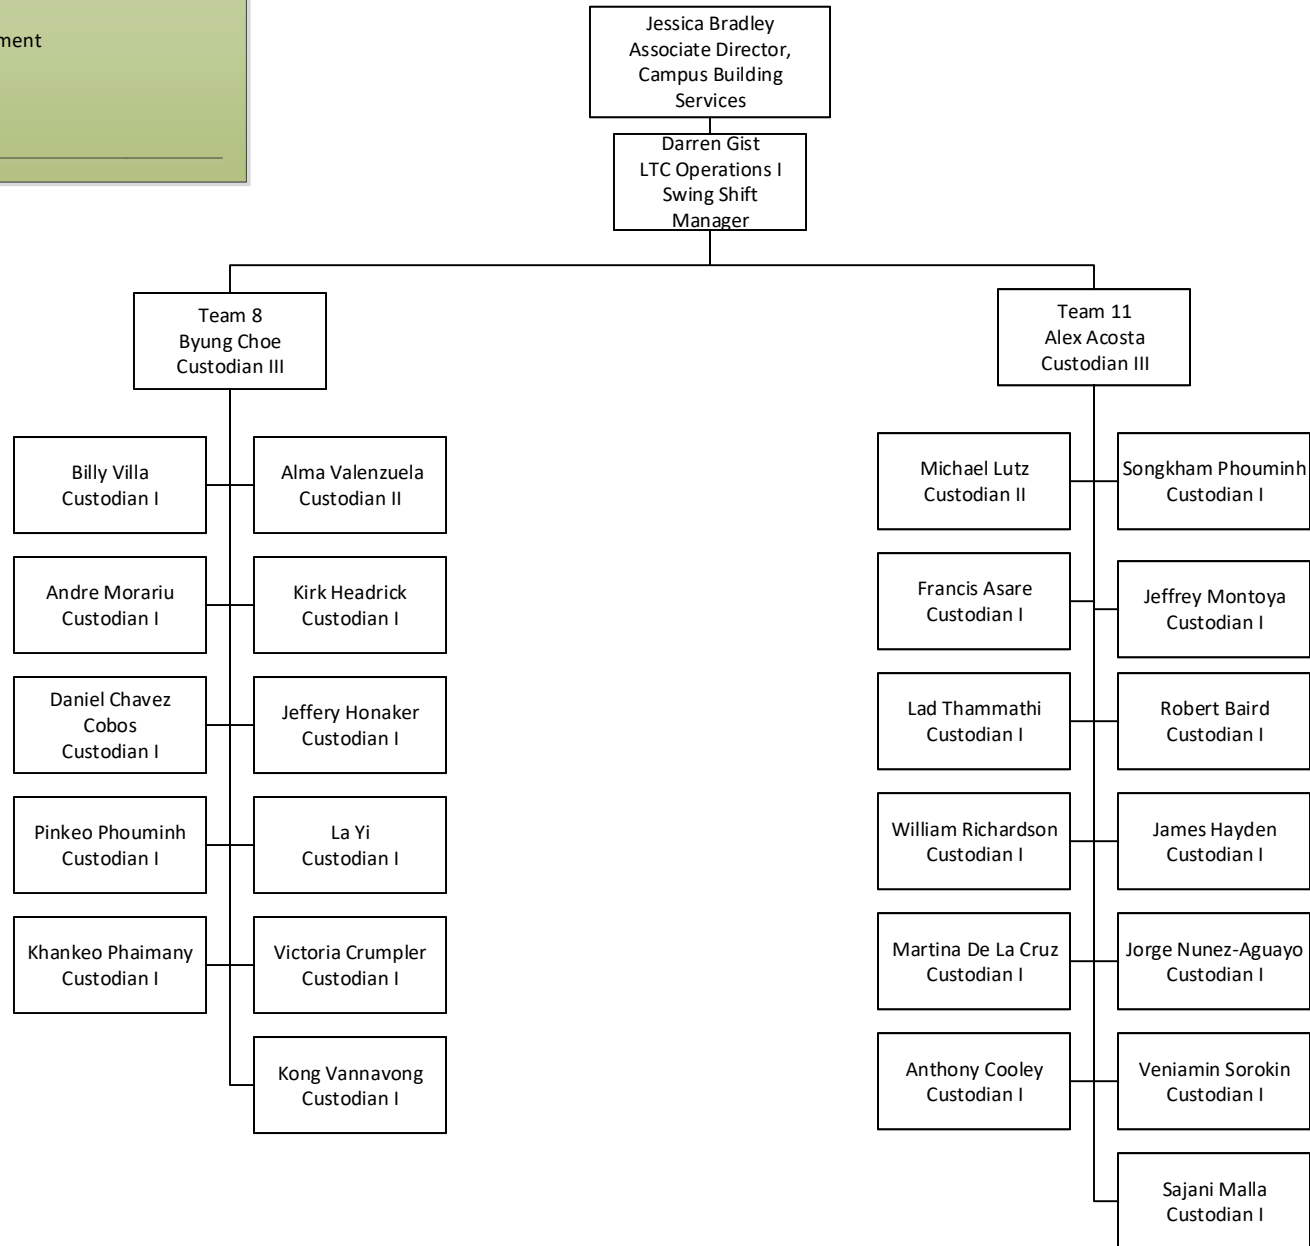 Jessica Bradley
Associate Director,
Campus Building
Services
Darren Gist
LTC Operations I
Swing Shift
Manager
Team 8
Byung Choe
Custodian III
Billy Villa
Custodian I
Alma Valenzuela
Custodian II
Andre Morariu
Custodian I
Kirk Headrick
Custodian I
Daniel Chavez
Cobos
Custodian I
Jeffery Honaker
Custodian I
Pinkeo Phouminh
Custodian I
La Yi
Custodian I
Khankeo Phaimany
Custodian I
Victoria Crumpler
Custodian I
Kong Vannavong
Custodian I
Team 11
Alex Acosta
Custodian III
Michael Lutz
Custodian II
Songkham Phouminh
Custodian I
Francis Asare
Custodian I
Jeffrey Montoya
Custodian I
Lad Thammathi
Custodian I
Robert Baird
Custodian I
William Richardson
Custodian I
James Hayden
Custodian I
Martina De La Cruz
Custodian I
Jorge Nunez-Aguayo
Custodian I
Anthony Cooley
Custodian I
Veniamin Sorokin
Custodian I
Sajani Malla
Custodian I